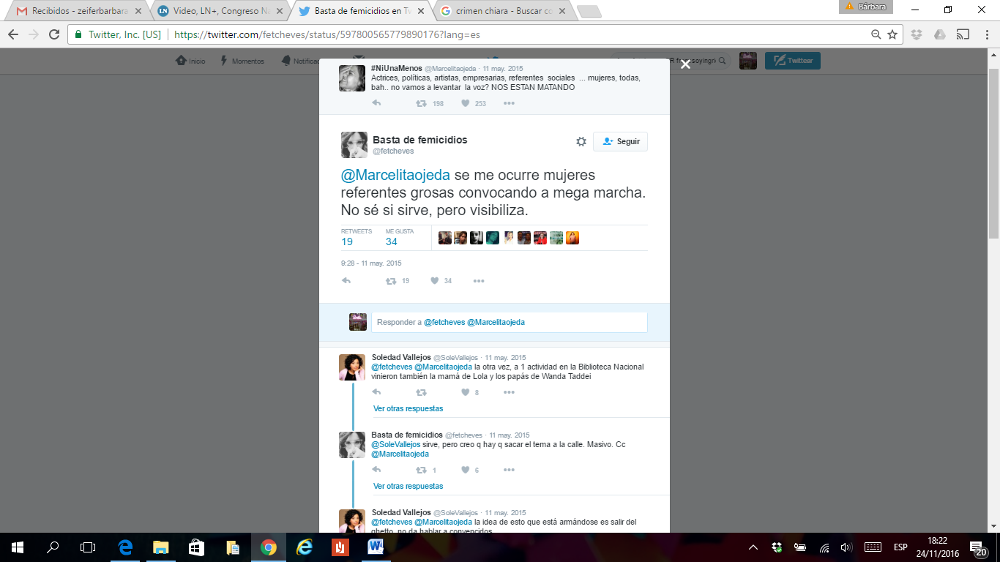 Recibidos - zeiferbarbara
Video, LN+, Congreso Na
Basta de femicidios en Tw
crimen chiara - Buscar co
Bárbara
Twitter, Inc. [US] | https://twitter.com/fetcheves/status/597800565779890176?lang=es
Inicio
Momentos
Notificac
Twittear
#NiUnaMenos @Marcelitaojeda · 11 may. 2015
Actrices, políticas, artistas, empresarias, referentes sociales ... mujeres, todas,
bah.. no vamos a levantar la voz? NOS ESTAN MATANDO
198 253
Basta de femicidios
@fetcheves
Seguir
@Marcelitaojeda se me ocurre mujeres
referentes grosas convocando a mega marcha.
No sé si sirve, pero visibiliza.
RETWEETS ME GUSTA
19 34
9:28 - 11 may. 2015
19 34
Responder a @fetcheves @Marcelitaojeda
Soledad Vallejos @SoleVallejos · 11 may. 2015
@fetcheves @Marcelitaojeda la otra vez, a 1 actividad en la Biblioteca Nacional
vinieron también la mamá de Lola y los papás de Wanda Taddei
8
Ver otras respuestas
Basta de femicidios @fetcheves · 11 may. 2015
@SoleVallejos sirve, pero creo q hay q sacar el tema a la calle. Masivo. Cc
@Marcelitaojeda
1 6
Ver otras respuestas
Soledad Vallejos @SoleVallejos · 11 may. 2015
@fetcheves @Marcelitaojeda la idea de esto que está armándose es salir del
ghetto, no da hablar a convencidos
ESP
18:22
24/11/2016
20